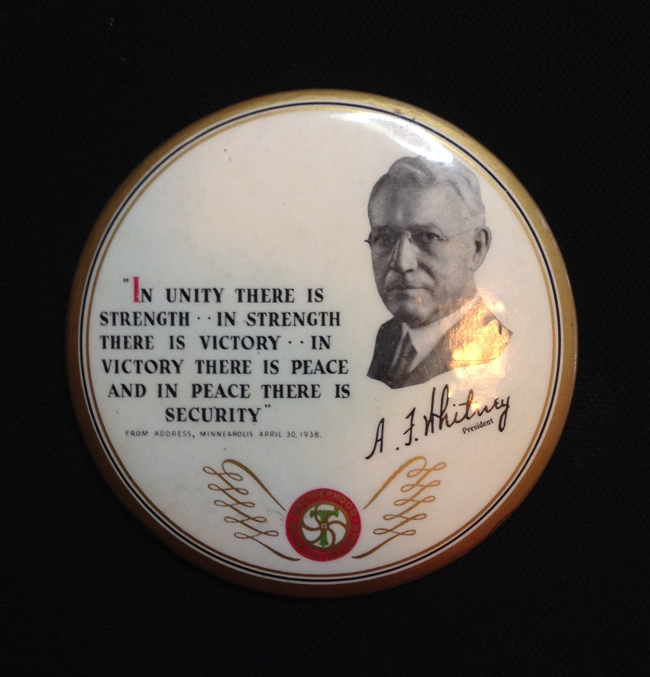 "IN UNITY THERE IS
STRENGTH ·· IN STRENGTH
THERE IS VICTORY ·· IN
VICTORY THERE IS PEACE
AND IN PEACE THERE IS
SECURITY"
FROM ADDRESS, MINNEAPOLIS APRIL 30, 1938.
A. F. Whitney
President
BROTHERHOOD